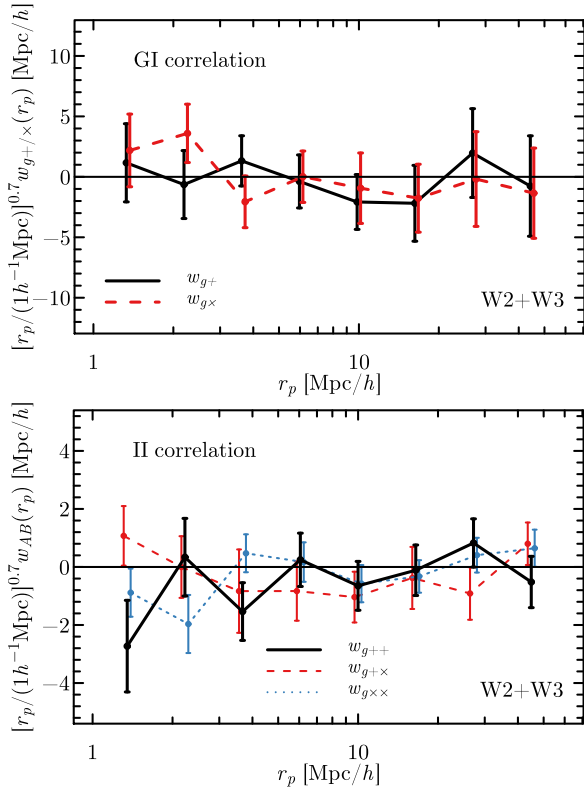 [r_p/(1h^{-1}Mpc)]^{0.7}w_{g+/×}(r_p) [Mpc/h]
10
5
0
−5
−10
GI correlation
w_{g+}
w_{g×}
W2+W3
1
10
r_p [Mpc/h]
[r_p/(1h^{-1}Mpc)]^{0.7}w_{AB}(r_p) [Mpc/h]
4
2
0
−2
−4
II correlation
w_{g++}
w_{g+×}
w_{g××}
W2+W3
1
10
r_p [Mpc/h]